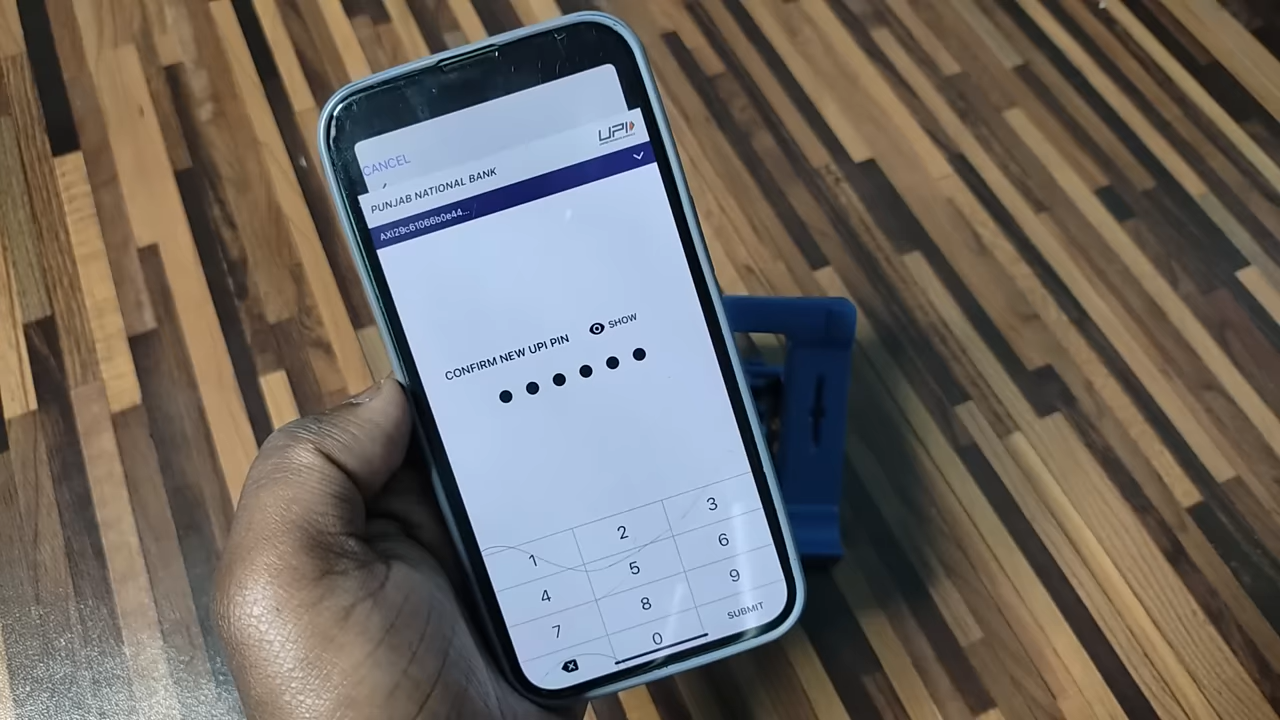 CANCEL
UPI
PUNJAB NATIONAL BANK
AXI29c61066b0e44...
CONFIRM NEW UPI PIN
SHOW
1 2 3
4 5 6
7 8 9
0 SUBMIT